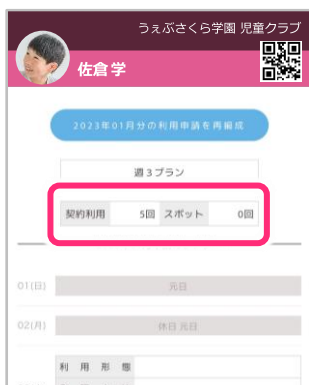 うぇぶさくら学園 児童クラブ
佐倉学
2023年01月分の利用申請を再編成
週3プラン
契約利用 5回 スポット 0回
01(日) 元日
02(月) 休日 元日
利 用 形 態